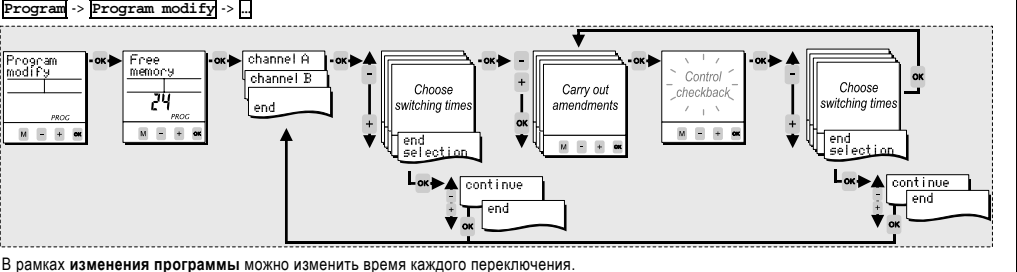 Program -> Program modify -> …
Program
modify
PROG
M - + OK
OK
Free
memory
24
PROG
M - + OK
OK
channel A
channel B
end
OK
-
+
Choose
switching times
end
selection
OK
-
+
OK
continue
end
OK
-
+
OK
Carry out
amendments
M - + OK
OK
Control
checkback
M - + OK
OK
-
+
Choose
switching times
end
selection
OK
OK
-
+
OK
continue
end
В рамках изменения программы можно изменить время каждого переключения.